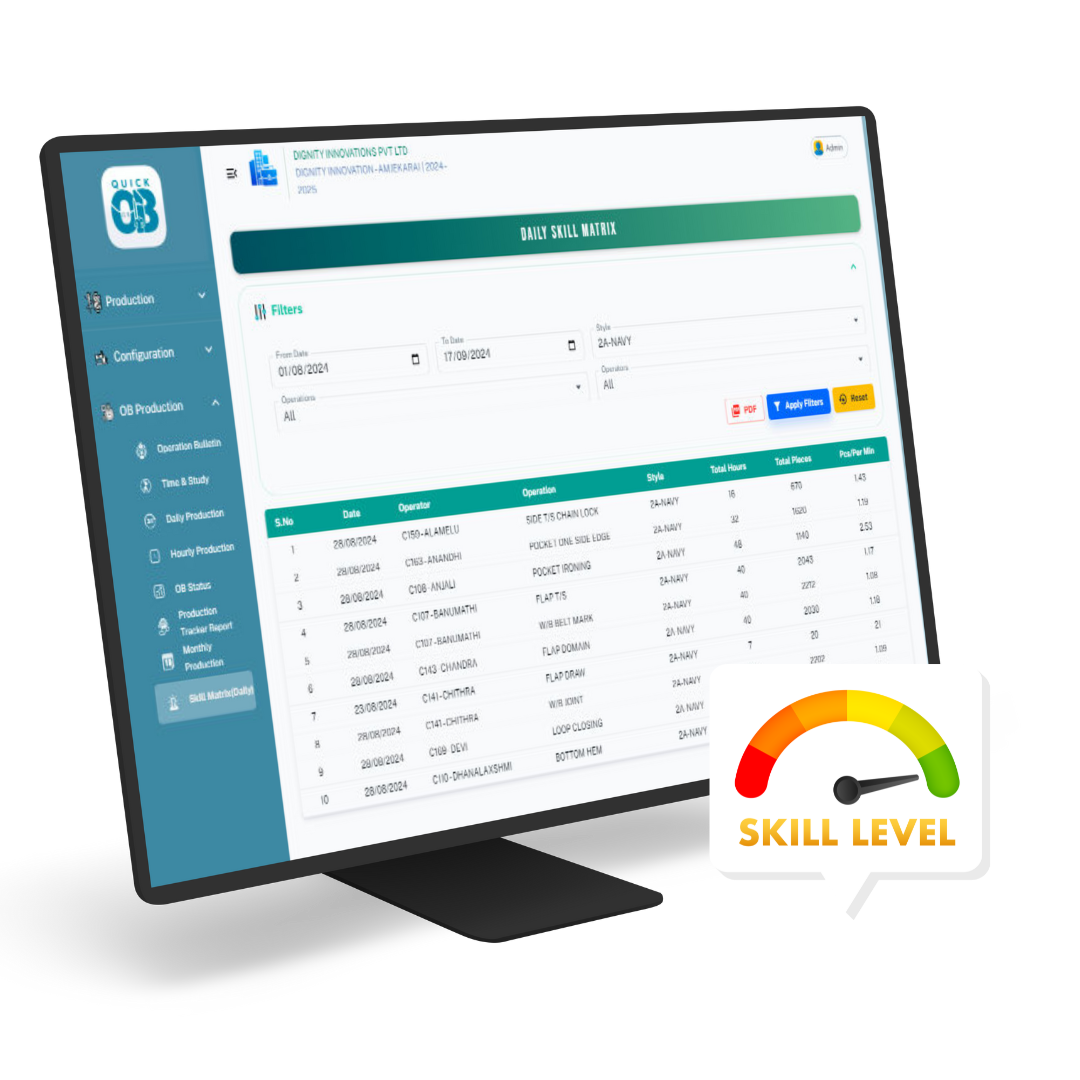 QUICK
OB
Production
Configuration
OB Production
Operation Bulletin
Time & Study
Daily Production
Hourly Production
OB Status
Production
Tracker Report
Monthly
Production
Skill Matrix(Daily)
DIGNITY INNOVATIONS PVT LTD
DIGNITY INNOVATION-AMJEKARAI | 2024-
2025
Admin
DAILY SKILL MATRIX
Filters
From Date
01/08/2024
To Date
17/09/2024
Style
2A-NAVY
Operations
All
Operators
All
PDF
Apply Filters
Reset
S.No Date Operator Operation Style Total Hours Total Pieces Pcs/Per Min
1 28/08/2024 C159-ALAMELU SIDE T/S CHAIN LOCK 2A-NAVY 16 670 1.43
2 28/08/2024 C163-ANANDHI POCKET ONE SIDE EDGE 2A-NAVY 32 1620 1.19
3 28/08/2024 C108-ANJALI POCKET IRONING 2A-NAVY 48 1140 2.53
4 28/08/2024 C107-BANUMATHI FLAP T/S 2A-NAVY 40 2043 1.17
5 28/08/2024 C107-BANUMATHI W/B BELT MARK 2A-NAVY 40 2212 1.08
6 28/08/2024 C143-CHANDRA FLAP DOMAIN 2A NAVY 40 2030 1.18
7 23/08/2024 C141-CHITHRA FLAP DRAW 2A-NAVY 7 20 21
8 28/08/2024 C141-CHITHRA W/B JOINT 2A-NAVY 2202 1.09
9 28/08/2024 C169-DEVI LOOP CLOSING 2A NAVY
10 28/08/2024 C110-DHANALAXSHMI BOTTOM HEM 2A-NAVY
SKILL LEVEL